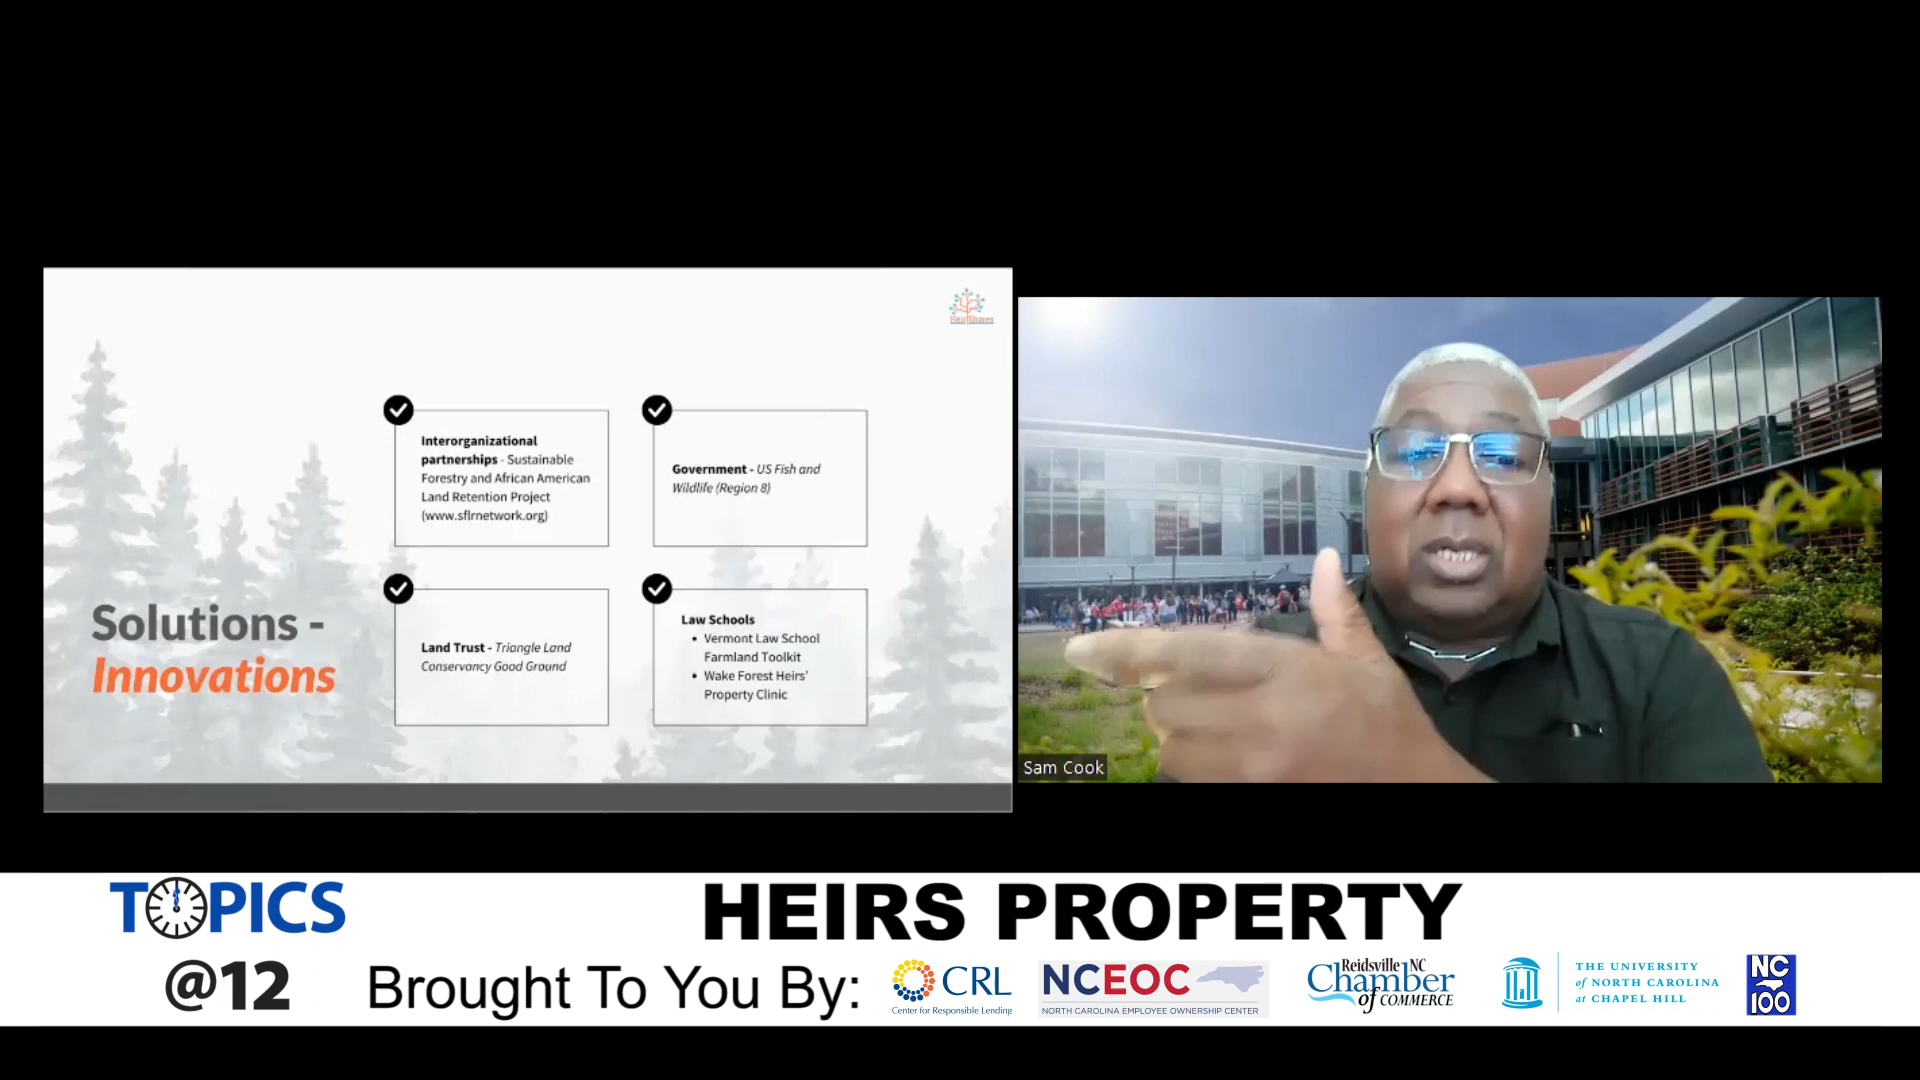 HeirShares
Interorganizational
partnerships - Sustainable
Forestry and African American
Land Retention Project
(www.sflrnetwork.org)
Government - US Fish and
Wildlife (Region 8)
Solutions -
Innovations
Land Trust - Triangle Land
Conservancy Good Ground
Law Schools
• Vermont Law School
Farmland Toolkit
• Wake Forest Heirs'
Property Clinic
Sam Cook
TOPICS
@12
HEIRS PROPERTY
Brought To You By:
CRL
Center for Responsible Lending
NCEOC
NORTH CAROLINA EMPLOYEE OWNERSHIP CENTER
Reidsville NC
Chamber
of COMMERCE
THE UNIVERSITY
of NORTH CAROLINA
at CHAPEL HILL
NC
100